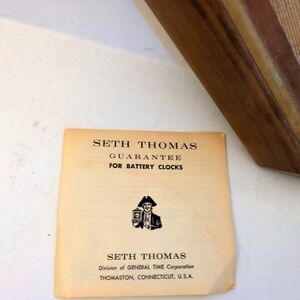 SETH THOMAS
GUARANTEE
FOR BATTERY CLOCKS
SETH THOMAS
Division of GENERAL TIME Corporation
THOMASTON, CONNECTICUT, U.S.A.